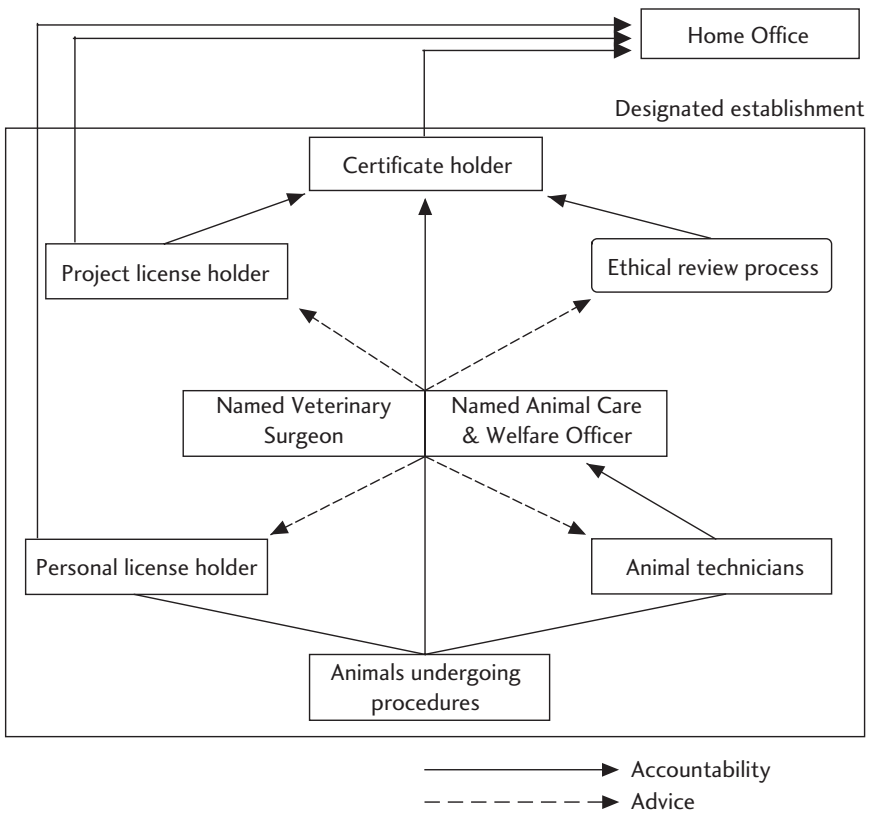 Home Office
Designated establishment
Certificate holder
Project license holder
Ethical review process
Named Veterinary
Surgeon
Named Animal Care
& Welfare Officer
Personal license holder
Animal technicians
Animals undergoing
procedures
Accountability
Advice